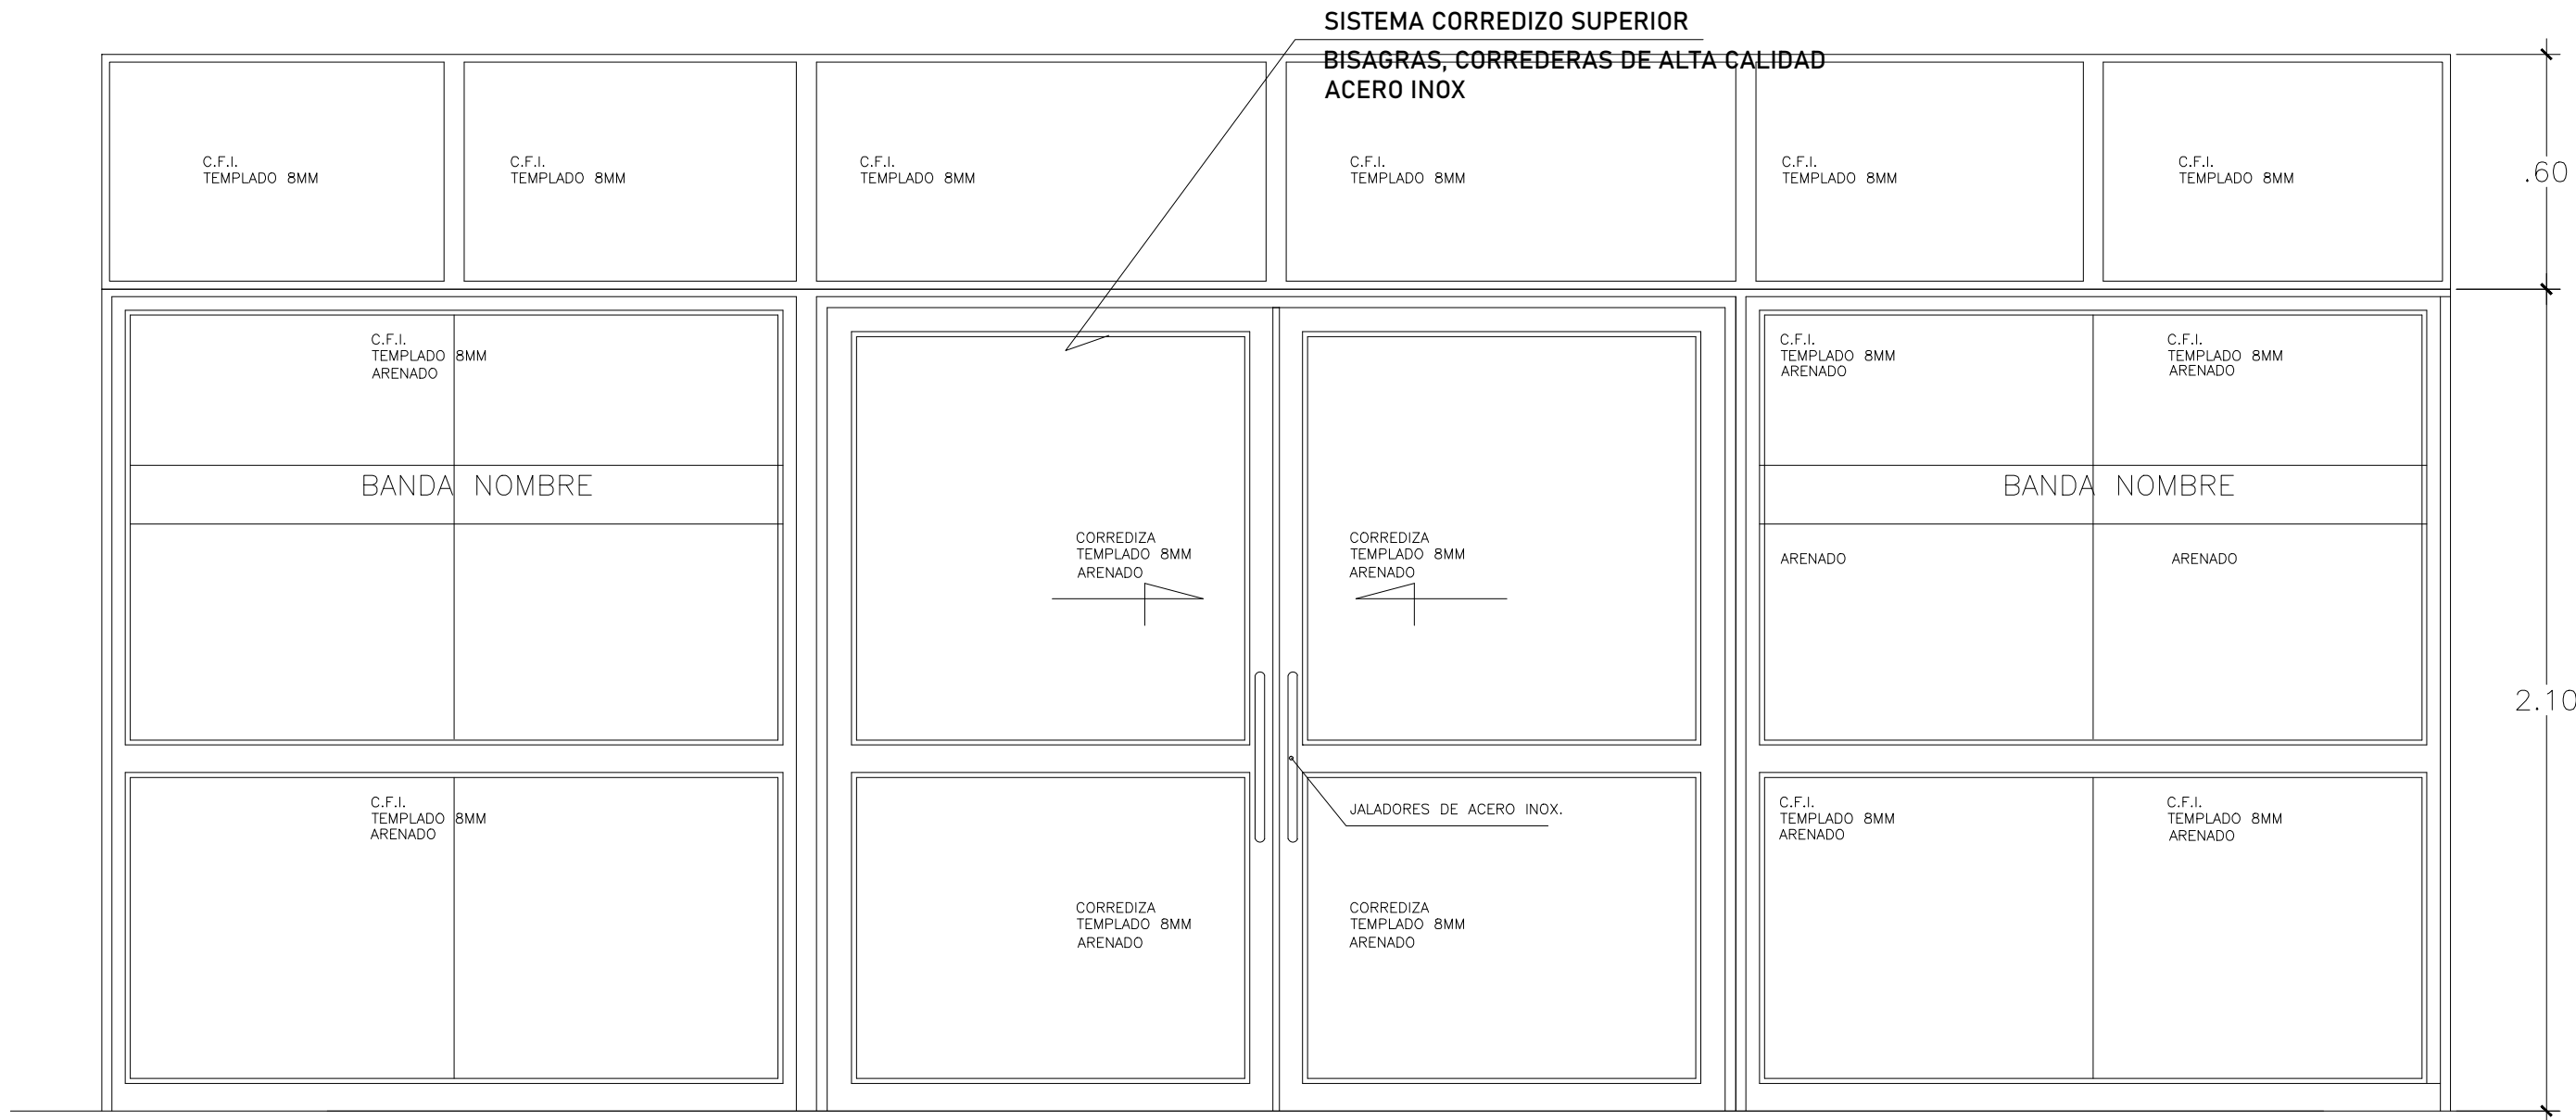 SISTEMA CORREDIZO SUPERIOR
BISAGRAS, CORREDERAS DE ALTA CALIDAD
ACERO INOX
C.F.I.
TEMPLADO 8MM
C.F.I.
TEMPLADO 8MM
C.F.I.
TEMPLADO 8MM
C.F.I.
TEMPLADO 8MM
C.F.I.
TEMPLADO 8MM
C.F.I.
TEMPLADO 8MM
.60
C.F.I.
TEMPLADO 8MM
ARENADO
C.F.I.
TEMPLADO 8MM
ARENADO
C.F.I.
TEMPLADO 8MM
ARENADO
BANDA NOMBRE
BANDA NOMBRE
CORREDIZA
TEMPLADO 8MM
ARENADO
CORREDIZA
TEMPLADO 8MM
ARENADO
ARENADO
ARENADO
2.10
C.F.I.
TEMPLADO 8MM
ARENADO
JALADORES DE ACERO INOX.
C.F.I.
TEMPLADO 8MM
ARENADO
C.F.I.
TEMPLADO 8MM
ARENADO
CORREDIZA
TEMPLADO 8MM
ARENADO
CORREDIZA
TEMPLADO 8MM
ARENADO